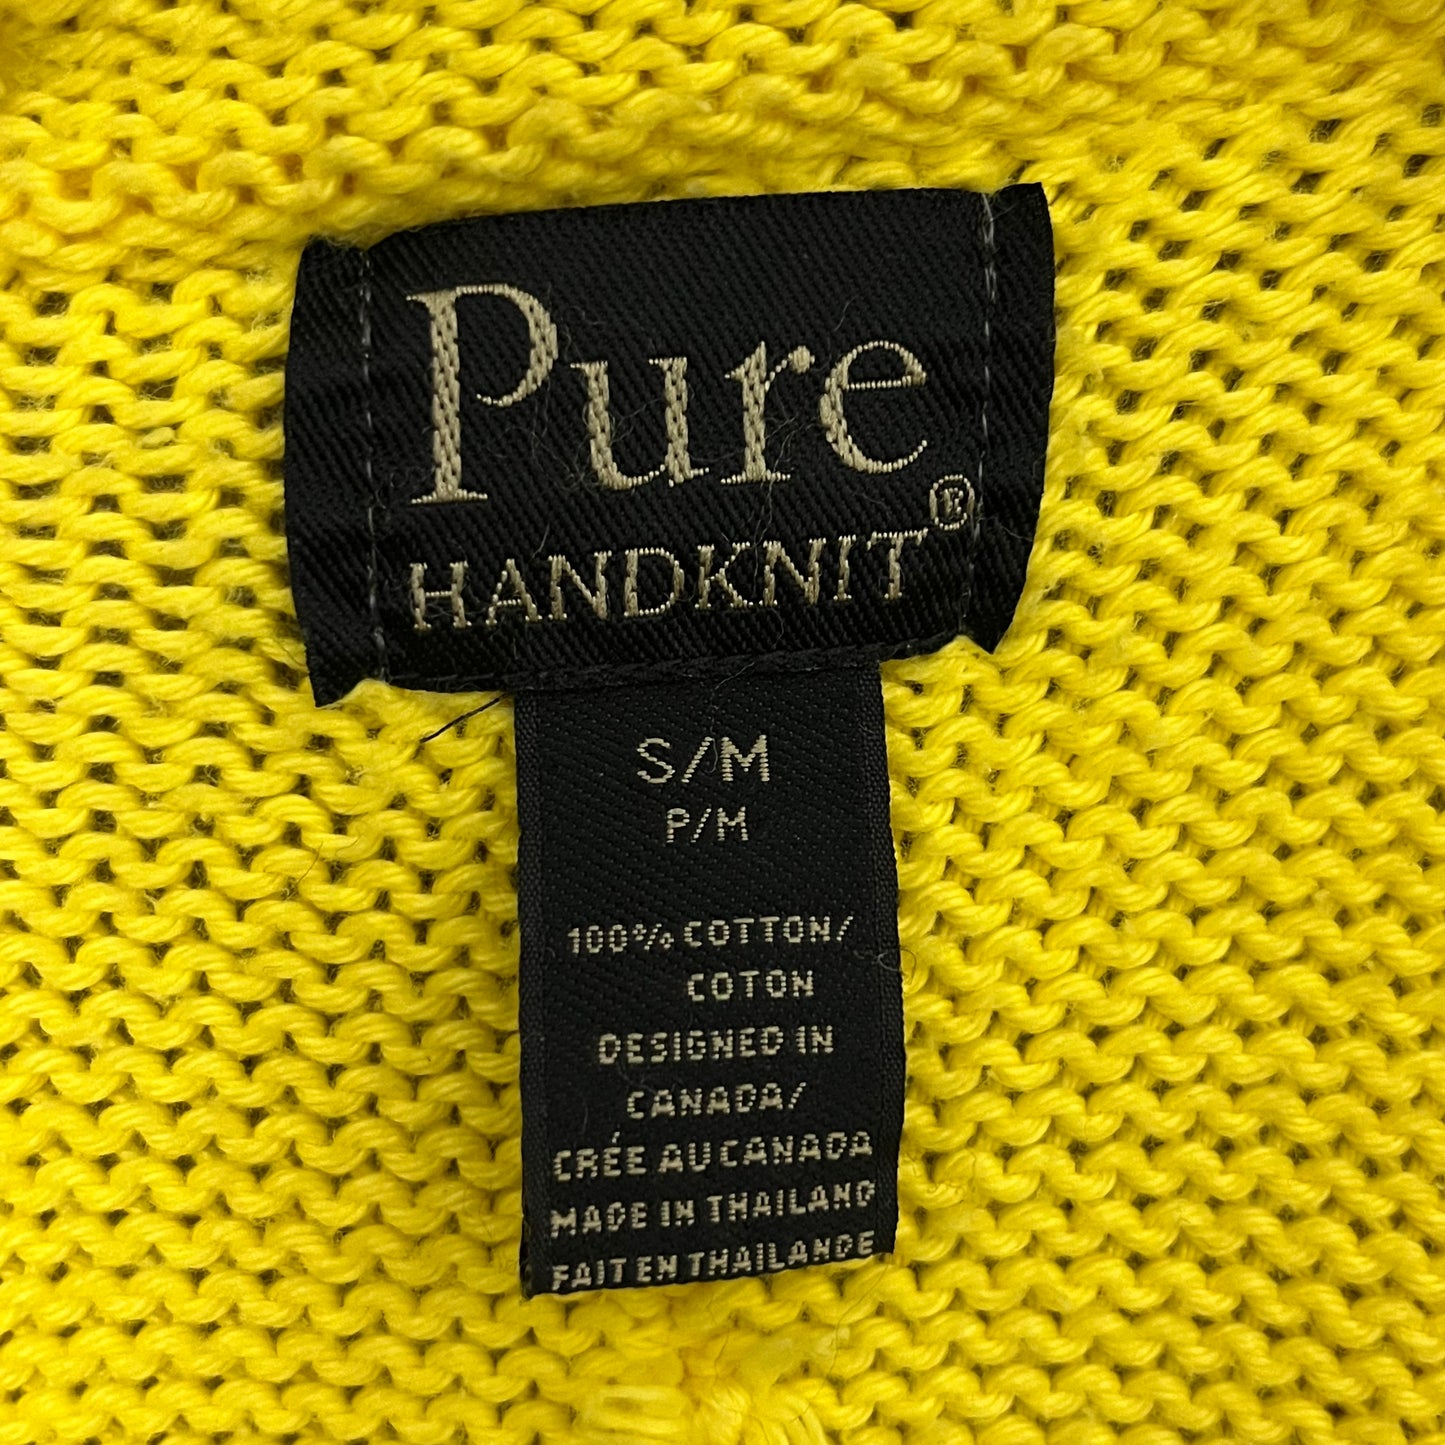 Pure
HANDKNIT®
S/M
P/M
100% COTTON/
COTON
DESIGNED IN
CANADA/
CRÉE AU CANADA
MADE IN THAILAND
FAIT EN THAILANDE